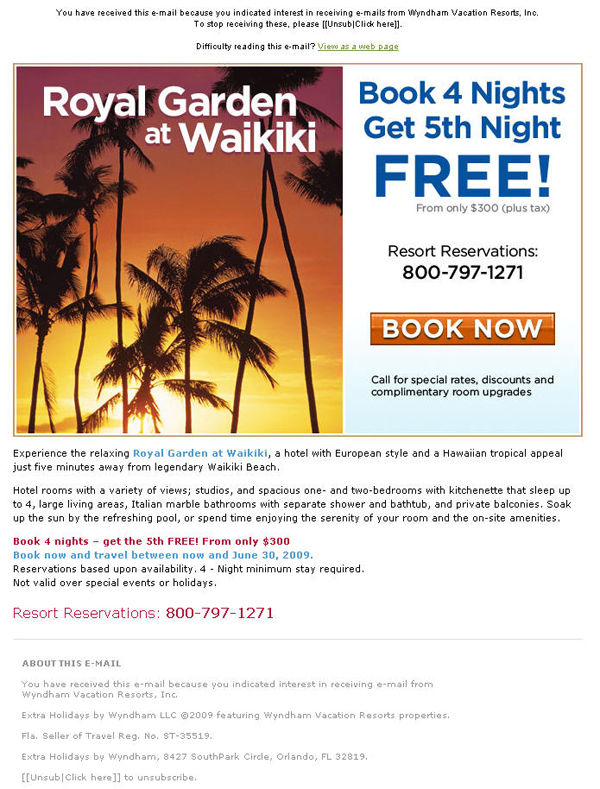 You have received this e-mail because you indicated interest in receiving e-mails from Wyndham Vacation Resorts, Inc.
To stop receiving these, please [[Unsub|Click here]].
Difficulty reading this e-mail? View as a web page
Royal Garden
at Waikiki
Book 4 Nights
Get 5th Night
FREE!
From only $300 (plus tax)
Resort Reservations:
800-797-1271
BOOK NOW
Call for special rates, discounts and
complimentary room upgrades
Experience the relaxing Royal Garden at Waikiki, a hotel with European style and a Hawaiian tropical appeal
just five minutes away from legendary Waikiki Beach.
Hotel rooms with a variety of views; studios, and spacious one- and two-bedrooms with kitchenette that sleep up
to 4, large living areas, Italian marble bathrooms with separate shower and bathtub, and private balconies. Soak
up the sun by the refreshing pool, or spend time enjoying the serenity of your room and the on-site amenities.
Book 4 nights – get the 5th FREE! From only $300
Book now and travel between now and June 30, 2009.
Reservations based upon availability. 4 - Night minimum stay required.
Not valid over special events or holidays.
Resort Reservations: 800-797-1271
ABOUT THIS E-MAIL
You have received this e-mail because you indicated interest in receiving e-mail from
Wyndham Vacation Resorts, Inc.
Extra Holidays by Wyndham LLC ©2009 featuring Wyndham Vacation Resorts properties.
Fla. Seller of Travel Reg. No. ST-35519.
Extra Holidays by Wyndham, 8427 SouthPark Circle, Orlando, FL 32819.
[[Unsub|Click here]] to unsubscribe.